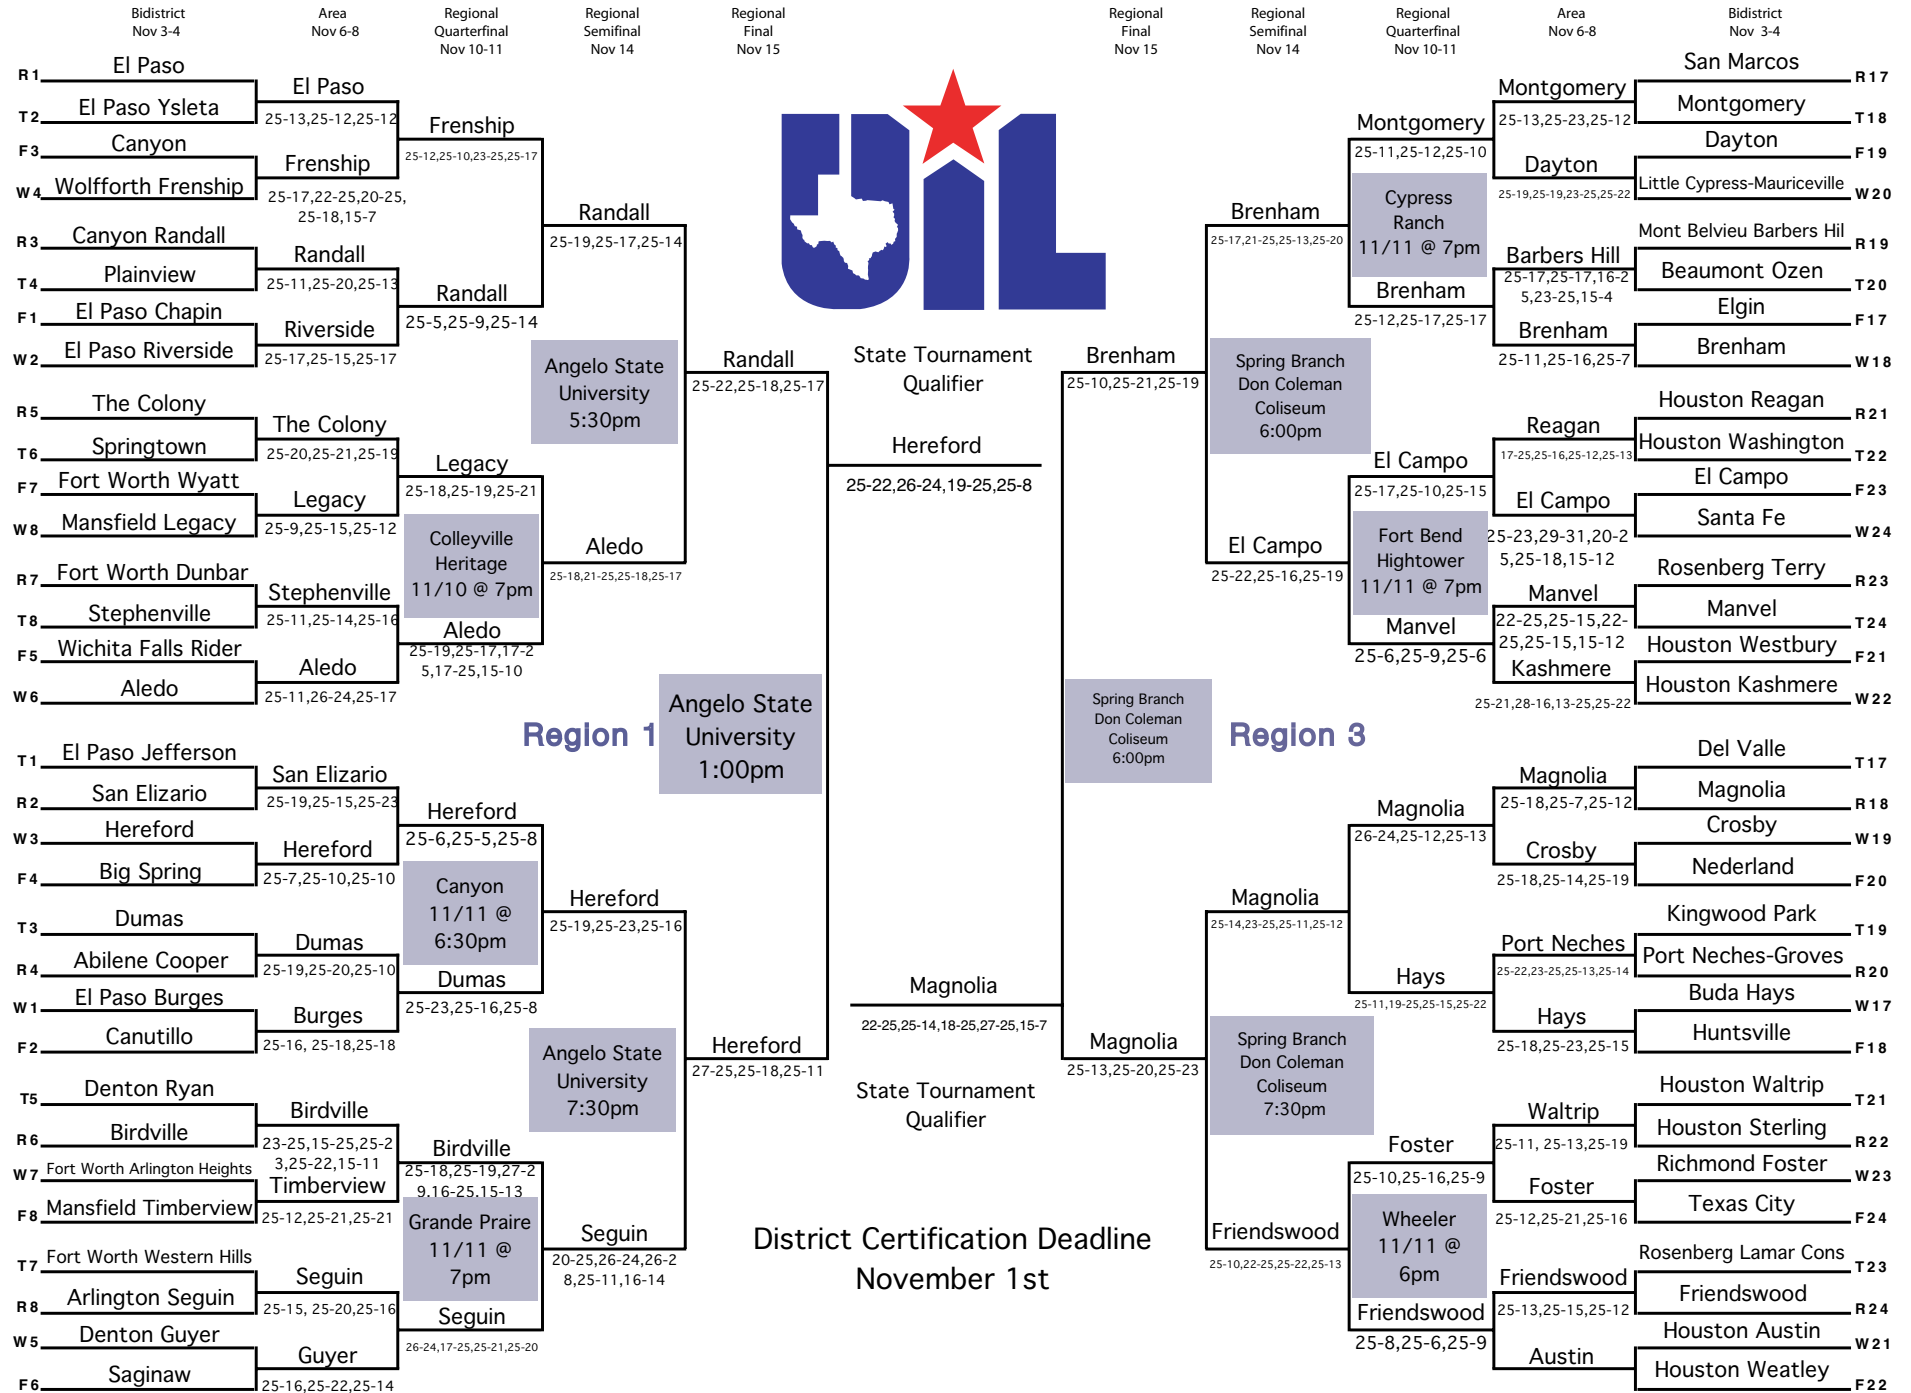 Bidistrict
Nov 3-4
Area
Nov 6-8
Regional
Quarterfinal
Nov 10-11
Regional
Semifinal
Nov 14
Regional
Final
Nov 15
Regional
Final
Nov 15
Regional
Semifinal
Nov 14
Regional
Quarterfinal
Nov 10-11
Area
Nov 6-8
Bidistrict
Nov 3-4
R1 El Paso
T2 El Paso Ysleta
F3 Canyon
W4 Wolfforth Frenship
R3 Canyon Randall
T4 Plainview
F1 El Paso Chapin
W2 El Paso Riverside
R5 The Colony
T6 Springtown
F7 Fort Worth Wyatt
W8 Mansfield Legacy
R7 Fort Worth Dunbar
T8 Stephenville
F5 Wichita Falls Rider
W6 Aledo
T1 El Paso Jefferson
R2 San Elizario
W3 Hereford
F4 Big Spring
T3 Dumas
R4 Abilene Cooper
W1 El Paso Burges
F2 Canutillo
T5 Denton Ryan
R6 Birdville
W7 Fort Worth Arlington Heights
F8 Mansfield Timberview
T7 Fort Worth Western Hills
R8 Arlington Seguin
W5 Denton Guyer
F6 Saginaw
El Paso
25-13,25-12,25-12
Frenship
25-17,22-25,20-25,
25-18,15-7
Randall
25-11,25-20,25-13
Riverside
25-17,25-15,25-17
The Colony
25-20,25-21,25-19
Legacy
25-9,25-15,25-12
Stephenville
25-11,25-14,25-16
Aledo
25-11,26-24,25-17
San Elizario
25-19,25-15,25-23
Hereford
25-7,25-10,25-10
Dumas
25-19,25-20,25-10
Burges
25-16, 25-18,25-18
Birdville
23-25,15-25,25-2
3,25-22,15-11
Timberview
25-12,25-21,25-21
Seguin
25-15, 25-20,25-16
Guyer
25-16,25-22,25-14
Frenship
25-12,25-10,23-25,25-17
Randall
25-5,25-9,25-14
Legacy
25-18,25-19,25-21
Colleyville
Heritage
11/10 @ 7pm
Aledo
25-19,25-17,17-2
5,17-25,15-10
Hereford
25-6,25-5,25-8
Canyon
11/11 @
6:30pm
Dumas
25-23,25-16,25-8
Birdville
25-18,25-19,27-2
9,16-25,15-13
Grande Praire
11/11 @
7pm
Seguin
26-24,17-25,25-21,25-20
Randall
25-19,25-17,25-14
Angelo State
University
5:30pm
Aledo
25-18,21-25,25-18,25-17
Hereford
25-19,25-23,25-16
Angelo State
University
7:30pm
Seguin
20-25,26-24,26-2
8,25-11,16-14
Randall
25-22,25-18,25-17
Region 1
Angelo State
University
1:00pm
Hereford
27-25,25-18,25-11
UIL
State Tournament
Qualifier
Hereford
25-22,26-24,19-25,25-8
Magnolia
22-25,25-14,18-25,27-25,15-7
State Tournament
Qualifier
District Certification Deadline
November 1st
Brenham
25-10,25-21,25-19
Spring Branch
Don Coleman
Coliseum
6:00pm
Region 3
Magnolia
25-13,25-20,25-23
Brenham
25-17,21-25,25-13,25-20
Spring Branch
Don Coleman
Coliseum
6:00pm
El Campo
25-22,25-16,25-19
Magnolia
25-14,23-25,25-11,25-12
Spring Branch
Don Coleman
Coliseum
7:30pm
Friendswood
25-10,22-25,25-22,25-13
Montgomery
25-11,25-12,25-10
Cypress
Ranch
11/11 @ 7pm
Brenham
25-12,25-17,25-17
El Campo
25-17,25-10,25-15
Fort Bend
Hightower
11/11 @ 7pm
Manvel
25-6,25-9,25-6
Magnolia
26-24,25-12,25-13
Hays
25-11,19-25,25-15,25-22
Foster
25-10,25-16,25-9
Wheeler
11/11 @
6pm
Friendswood
25-8,25-6,25-9
Montgomery
25-13,25-23,25-12
Dayton
25-19,25-19,23-25,25-22
Barbers Hill
25-17,25-17,16-2
5,23-25,15-4
Brenham
25-11,25-16,25-7
Reagan
17-25,25-16,25-12,25-13
El Campo
25-23,29-31,20-2
5,25-18,15-12
Manvel
22-25,25-15,22-
25,25-15,15-12
Kashmere
25-21,28-16,13-25,25-22
Magnolia
25-18,25-7,25-12
Crosby
25-18,25-14,25-19
Port Neches
25-22,23-25,25-13,25-14
Hays
25-18,25-23,25-15
Waltrip
25-11, 25-13,25-19
Foster
25-12,25-21,25-16
Friendswood
25-13,25-15,25-12
Austin
San Marcos R17
Montgomery T18
Dayton F19
Little Cypress-Mauriceville W20
Mont Belvieu Barbers Hil R19
Beaumont Ozen T20
Elgin F17
Brenham W18
Houston Reagan R21
Houston Washington T22
El Campo F23
Santa Fe W24
Rosenberg Terry R23
Manvel T24
Houston Westbury F21
Houston Kashmere W22
Del Valle T17
Magnolia R18
Crosby W19
Nederland F20
Kingwood Park T19
Port Neches-Groves R20
Buda Hays W17
Huntsville F18
Houston Waltrip T21
Houston Sterling R22
Richmond Foster W23
Texas City F24
Rosenberg Lamar Cons T23
Friendswood R24
Houston Austin W21
Houston Weatley F22